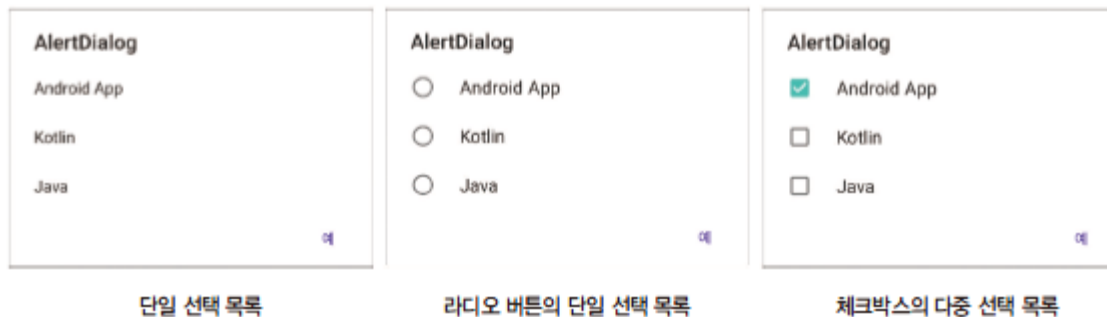 AlertDialog
Android App
Kotlin
Java
예
단일 선택 목록
AlertDialog
Android App
Kotlin
Java
예
라디오 버튼의 단일 선택 목록
AlertDialog
Android App
Kotlin
Java
예
체크박스의 다중 선택 목록